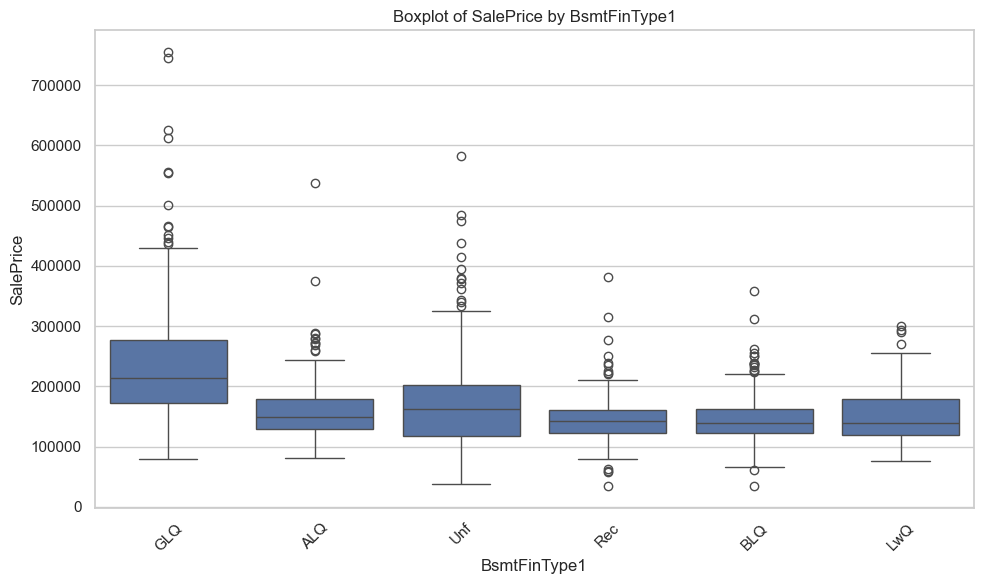 Boxplot of SalePrice by BsmtFinType1
SalePrice
700000
600000
500000
400000
300000
200000
100000
0
GLQ
ALQ
Unf
Rec
BLQ
LwQ
BsmtFinType1